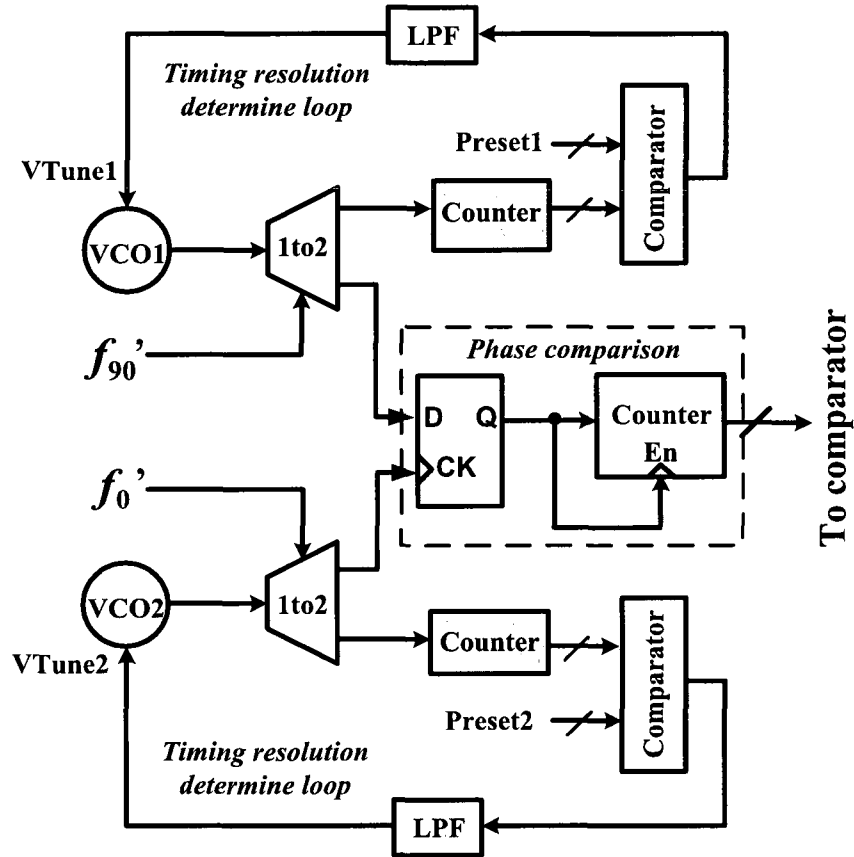 LPF
Timing resolution
determine loop
Preset1
Comparator
VTune1
Counter
VCO1
1to2
f90'
Phase comparison
D Q
Counter
En
CK
To comparator
f0'
VCO2
1to2
Counter
Comparator
VTune2
Preset2
Timing resolution
determine loop
LPF